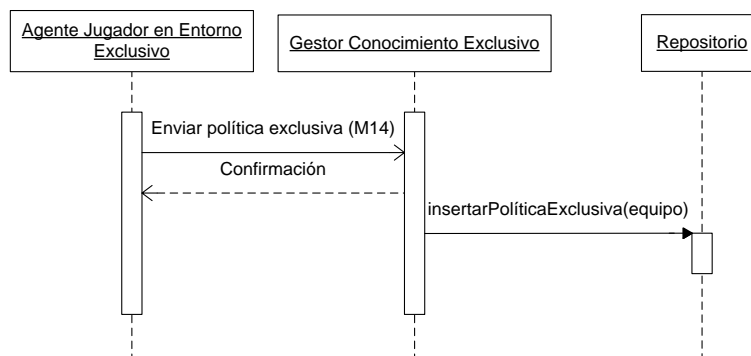 Agente Jugador en Entorno
Exclusivo
Gestor Conocimiento Exclusivo
Repositorio
Enviar política exclusiva (M14)
Confirmación
insertarPolíticaExclusiva(equipo)